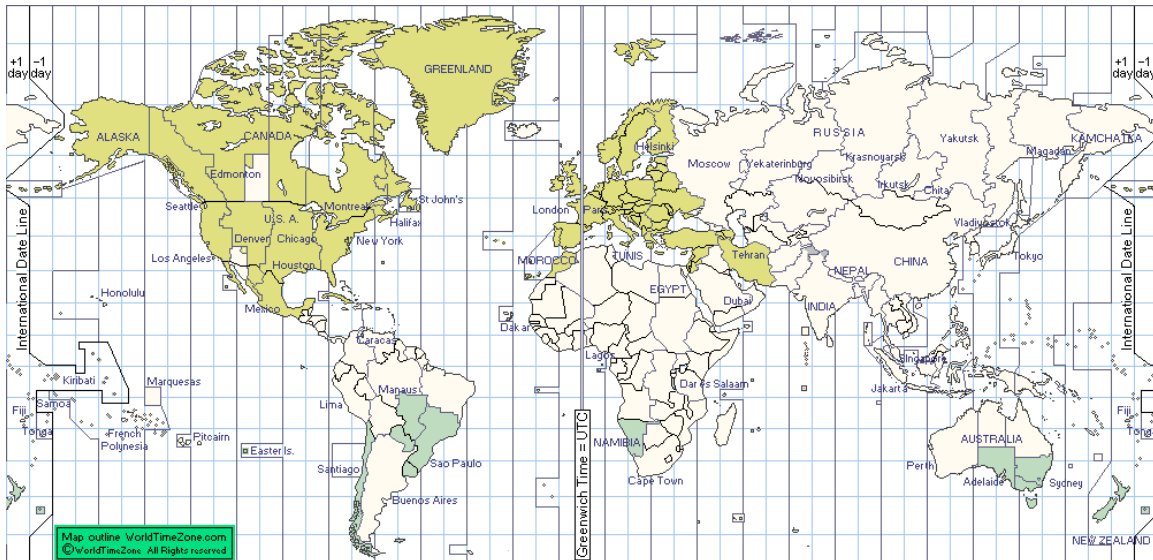 +1 -1
day day
GREENLAND
+1 -1
day day
ALASKA
CANADA
Helsinki
RUSSIA
Yakutsk
KAMCHATKA
Magadan
Moscow
Yekaterinburg
Krasnoyarsk
Edmonton
Novosibirsk
Irkutsk
Chita
Seattle
Montreal
St John's
London
Paris
U.S.A.
Halifax
Vladivostok
Denver
Chicago
New York
Los Angeles
Houston
MOROCCO
TUNIS
Tehran
NEPAL
CHINA
Tokyo
Honolulu
Mexico
EGYPT
Dubai
INDIA
International Date Line
International Date Line
Dakar
Caracas
Lagos
Singapore
Kiribati
Marquesas
Manaus
Dar es Salaam
Jakarta
Samoa
Fiji
Tonga
Lima
Fiji
Tonga
French
Polynesia
Pitcairn
NAMIBIA
AUSTRALIA
Easter Is.
Santiago
Sao Paulo
Perth
Adelaide
Sydney
Cape Town
Buenos Aires
Greenwich Time = UTC
Map outline WorldTimeZone.com
©WorldTimeZone All Rights reserved
NEW ZEALAND